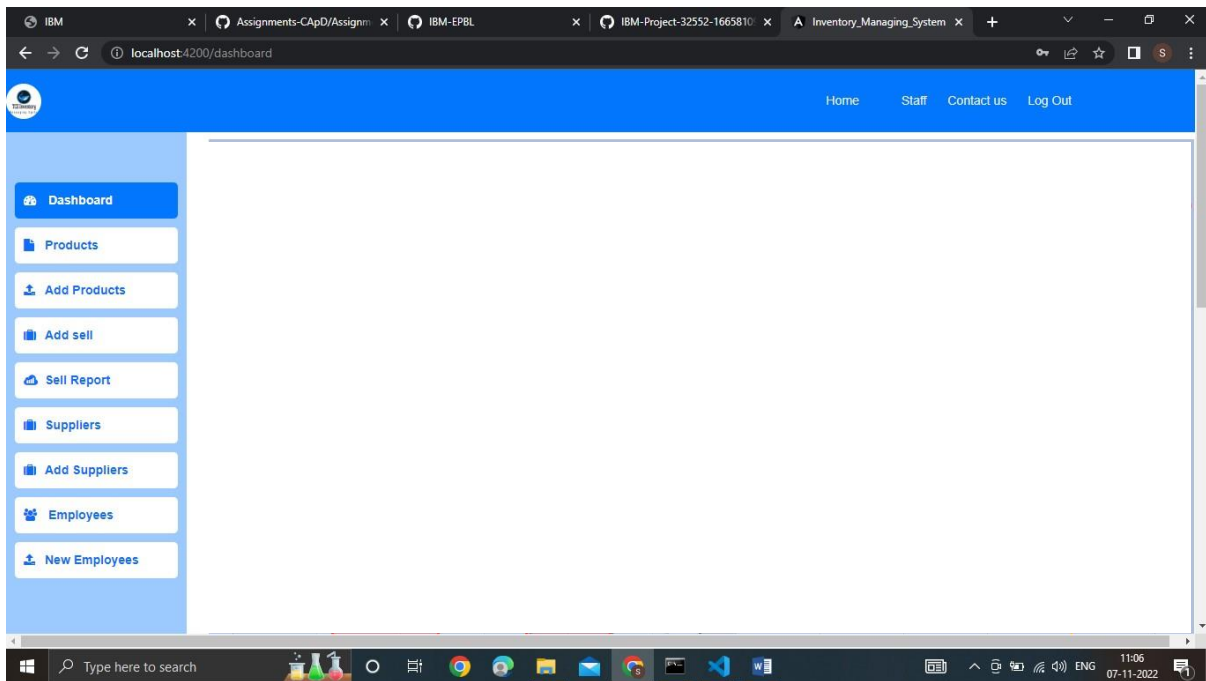 IBM
Assignments-CApD/Assignm
IBM-EPBL
IBM-Project-32552-1665810
Inventory_Managing_System
localhost:4200/dashboard
S
Home Staff Contact us Log Out
Dashboard
Products
Add Products
Add sell
Sell Report
Suppliers
Add Suppliers
Employees
New Employees
Type here to search
ENG
11:06
07-11-2022
1